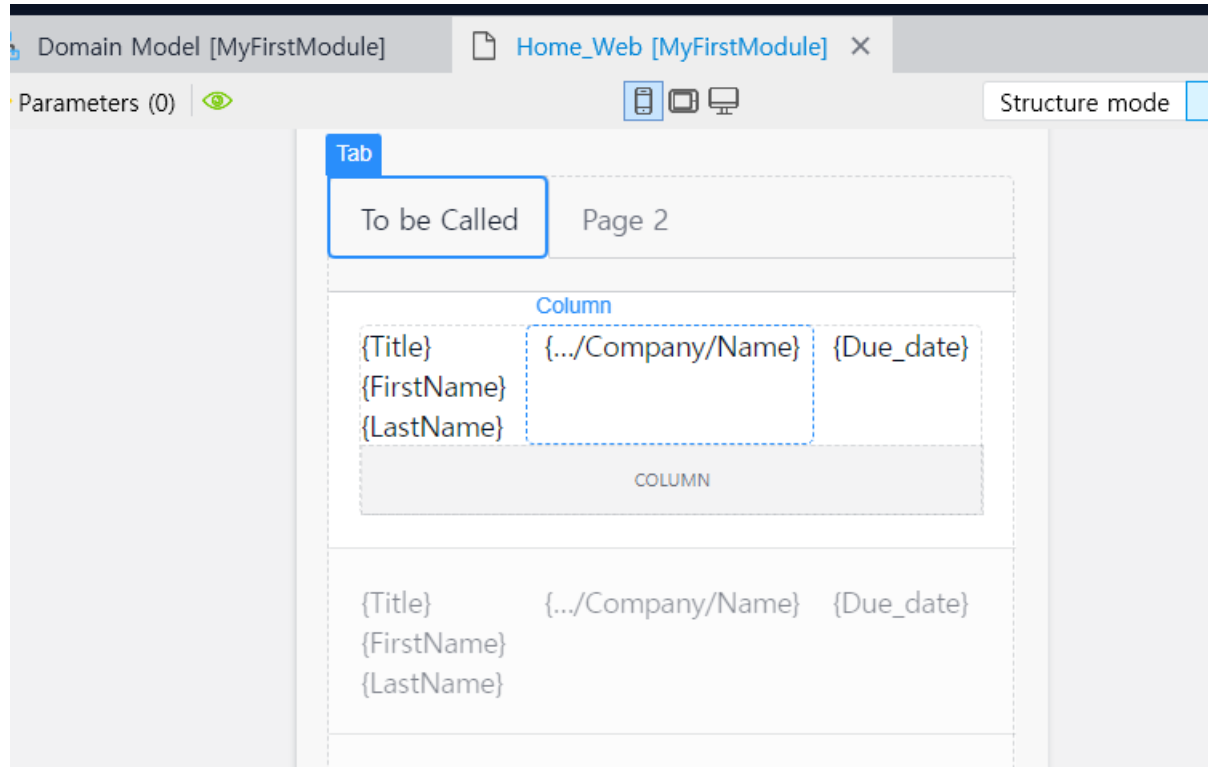 Domain Model [MyFirstModule]
Home_Web [MyFirstModule]
Parameters (0)
Structure mode
Tab
To be Called
Page 2
Column
{Title} {.../Company/Name} {Due_date}
{FirstName}
{LastName}
COLUMN
{Title} {.../Company/Name} {Due_date}
{FirstName}
{LastName}